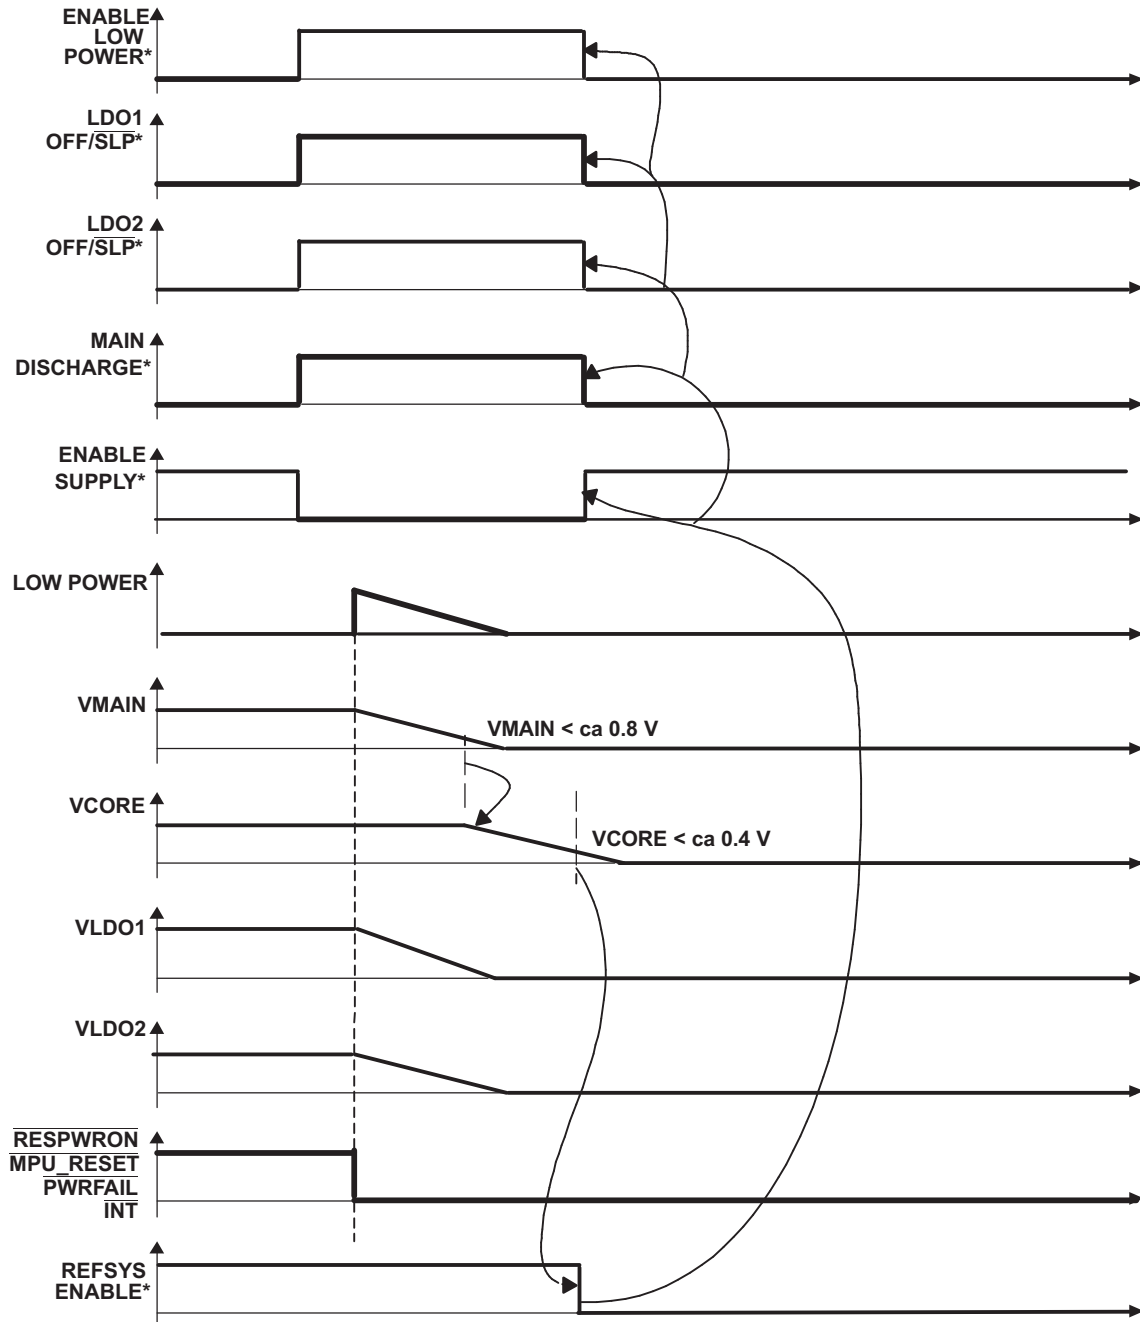 ENABLE
LOW
POWER*
LDO1
OFF/SLP*
LDO2
OFF/SLP*
MAIN
DISCHARGE*
ENABLE
SUPPLY*
LOW POWER
VMAIN
VMAIN < ca 0.8 V
VCORE
VCORE < ca 0.4 V
VLDO1
VLDO2
RESPWRON
MPU_RESET
PWRFAIL
INT
REFSYS
ENABLE*